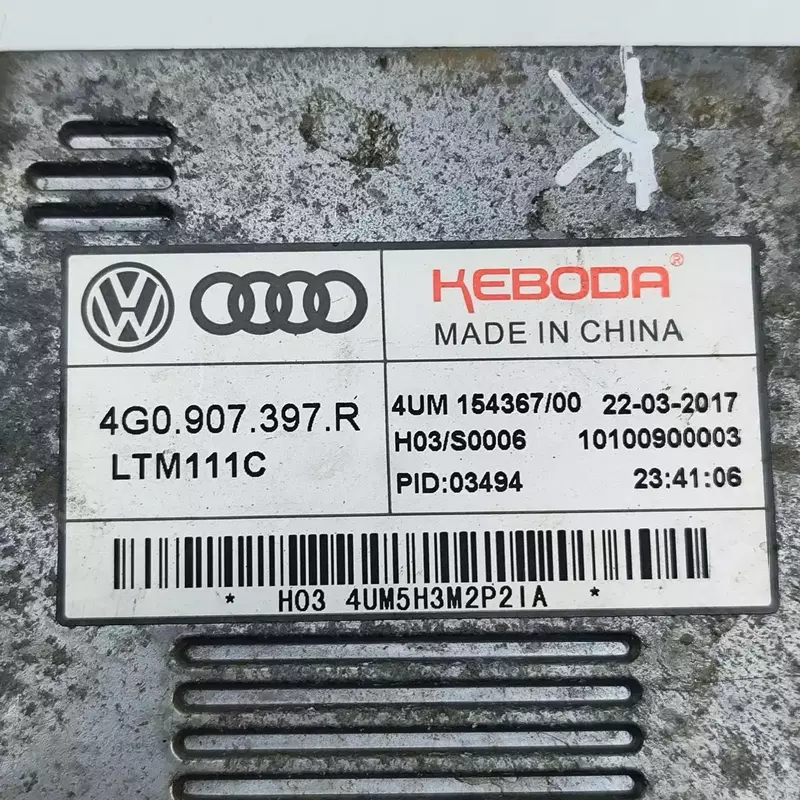 KEBODA®
MADE IN CHINA
4G0.907.397.R
LTM111C
4UM 154367/00 22-03-2017
H03/S0006 10100900003
PID:03494 23:41:06
* H03 4UM5H3M2P2IA *